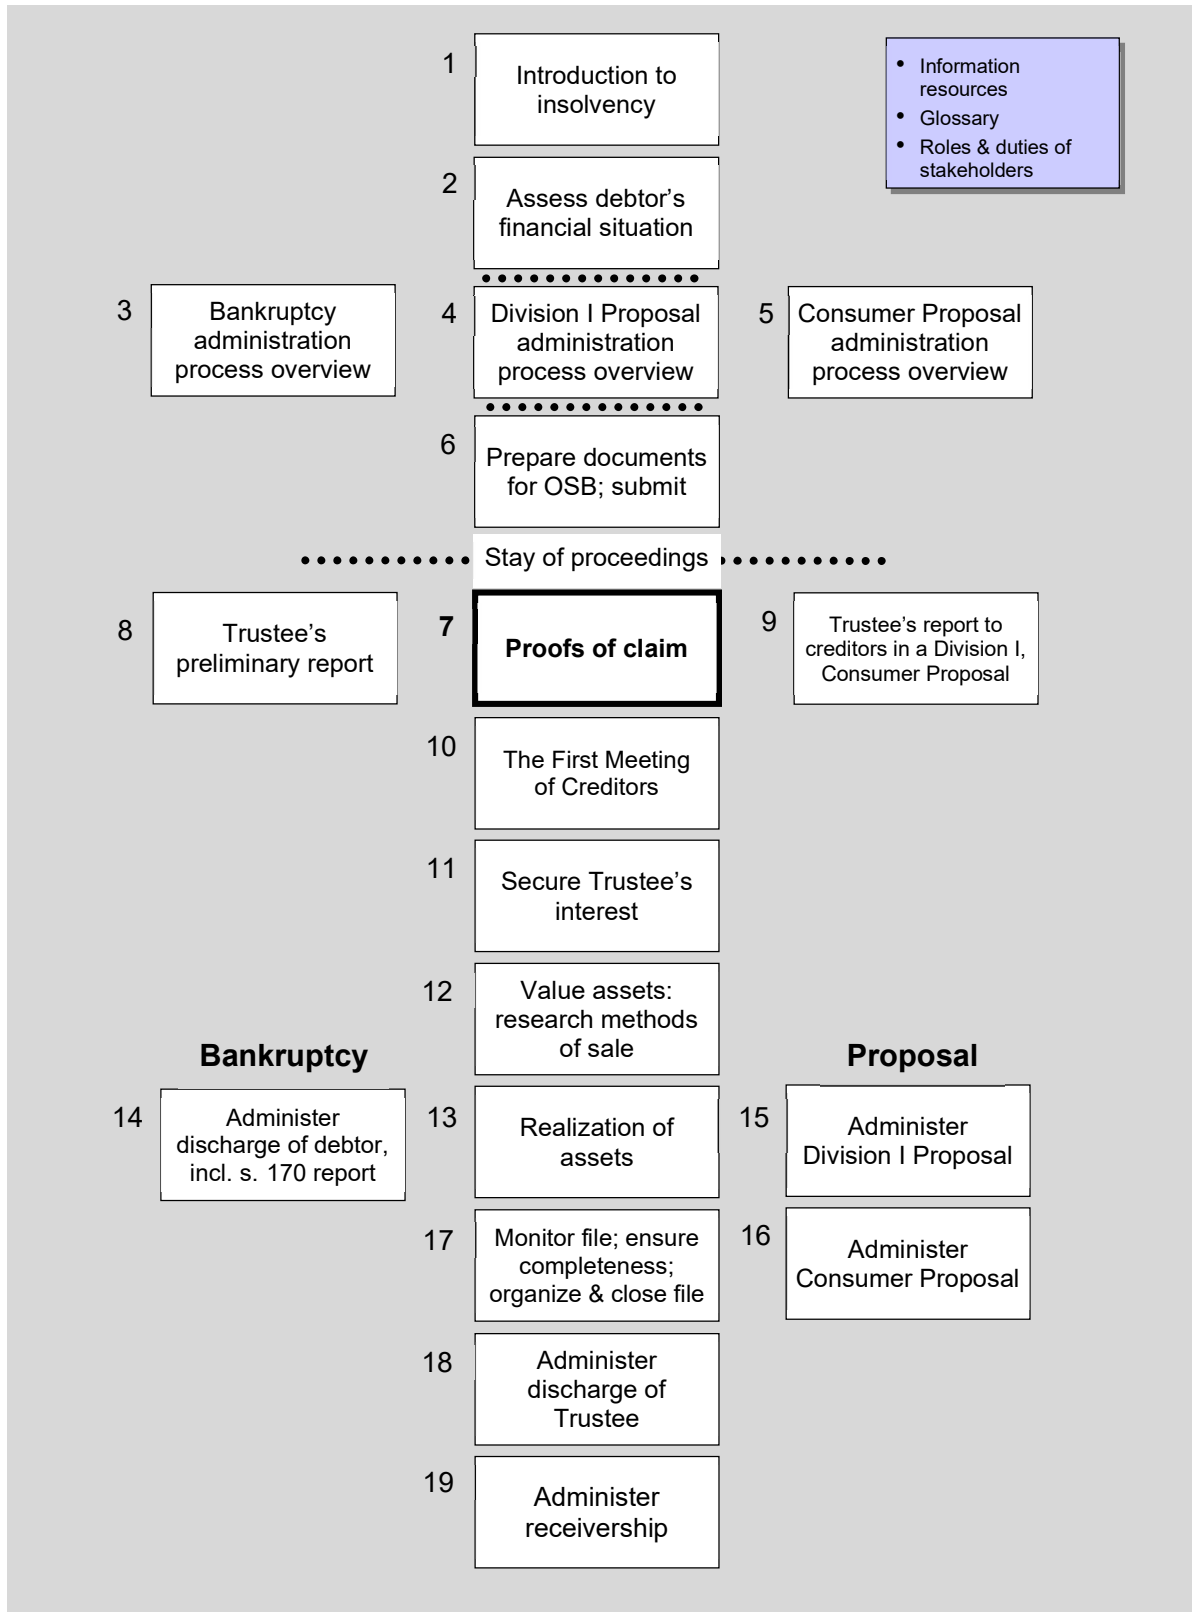 1
Introduction to
insolvency
• Information
resources
• Glossary
• Roles & duties of
stakeholders
2
Assess debtor’s
financial situation
3
Bankruptcy
administration
process overview
4
Division I Proposal
administration
process overview
5
Consumer Proposal
administration
process overview
6
Prepare documents
for OSB; submit
Stay of proceedings
8
Trustee’s
preliminary report
7
Proofs of claim
9
Trustee’s report to
creditors in a Division I,
Consumer Proposal
10
The First Meeting
of Creditors
11
Secure Trustee’s
interest
12
Value assets:
research methods
of sale
Bankruptcy
Proposal
14
Administer
discharge of debtor,
incl. s. 170 report
13
Realization of
assets
15
Administer
Division I Proposal
17
Monitor file; ensure
completeness;
organize & close file
16
Administer
Consumer Proposal
18
Administer
discharge of
Trustee
19
Administer
receivership